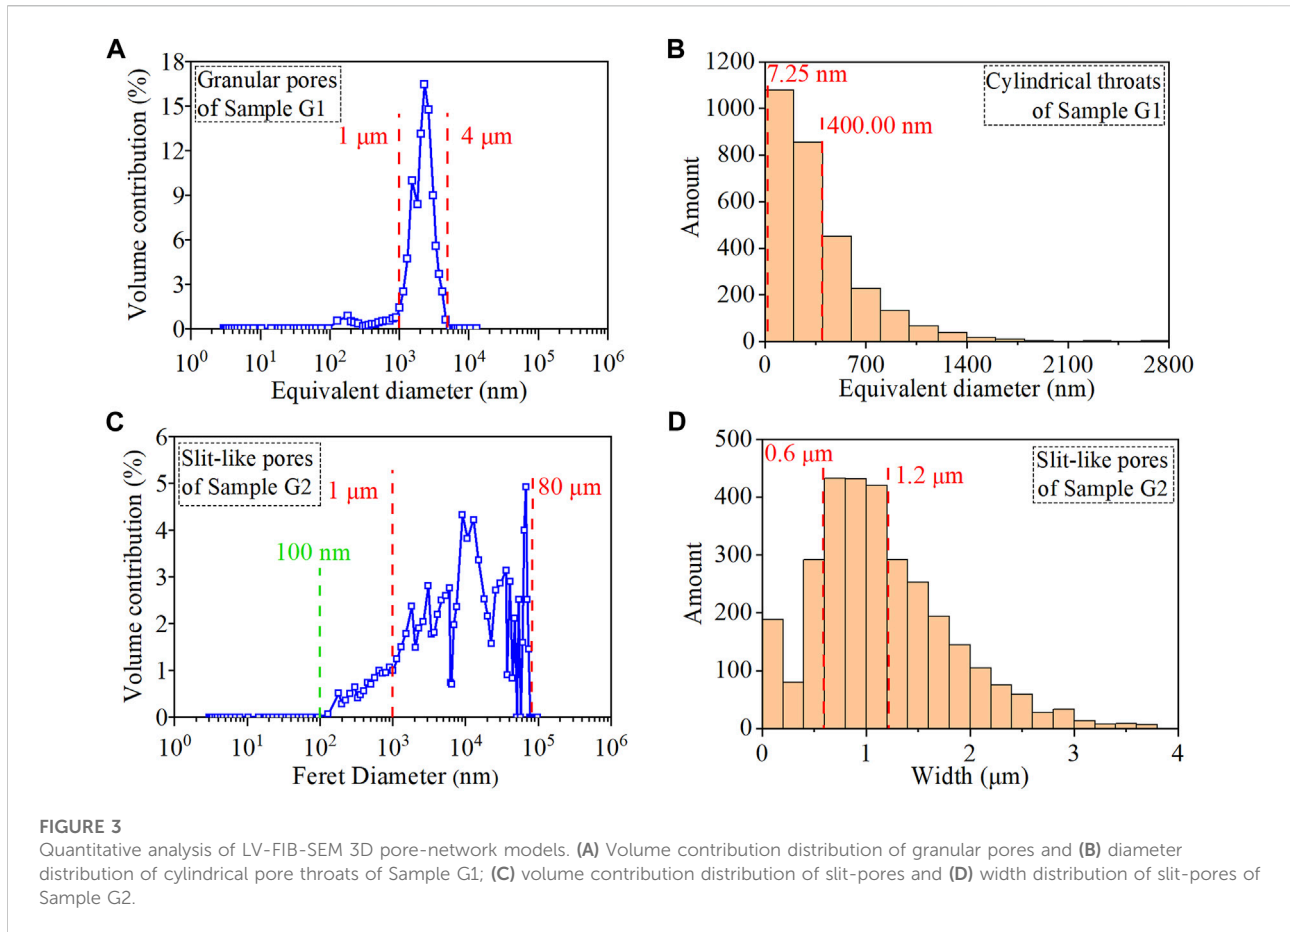 A
Volume contribution (%)
18
15
12
9
6
3
0
Granular pores
of Sample G1
1 μm
4 μm
10⁰ 10¹ 10² 10³ 10⁴ 10⁵ 10⁶
Equivalent diameter (nm)
B
Amount
1200
1000
800
600
400
200
0
7.25 nm
400.00 nm
Cylindrical throats
of Sample G1
0 700 1400 2100 2800
Equivalent diameter (nm)
C
Volume contribution (%)
6
5
4
3
2
1
0
Slit-like pores
of Sample G2
100 nm
1 μm
80 μm
10⁰ 10¹ 10² 10³ 10⁴ 10⁵ 10⁶
Feret Diameter (nm)
D
Amount
500
400
300
200
100
0
0.6 μm
1.2 μm
Slit-like pores
of Sample G2
0 1 2 3 4
Width (μm)
FIGURE 3
Quantitative analysis of LV-FIB-SEM 3D pore-network models. (A) Volume contribution distribution of granular pores and (B) diameter
distribution of cylindrical pore throats of Sample G1; (C) volume contribution distribution of slit-pores and (D) width distribution of slit-pores of
Sample G2.